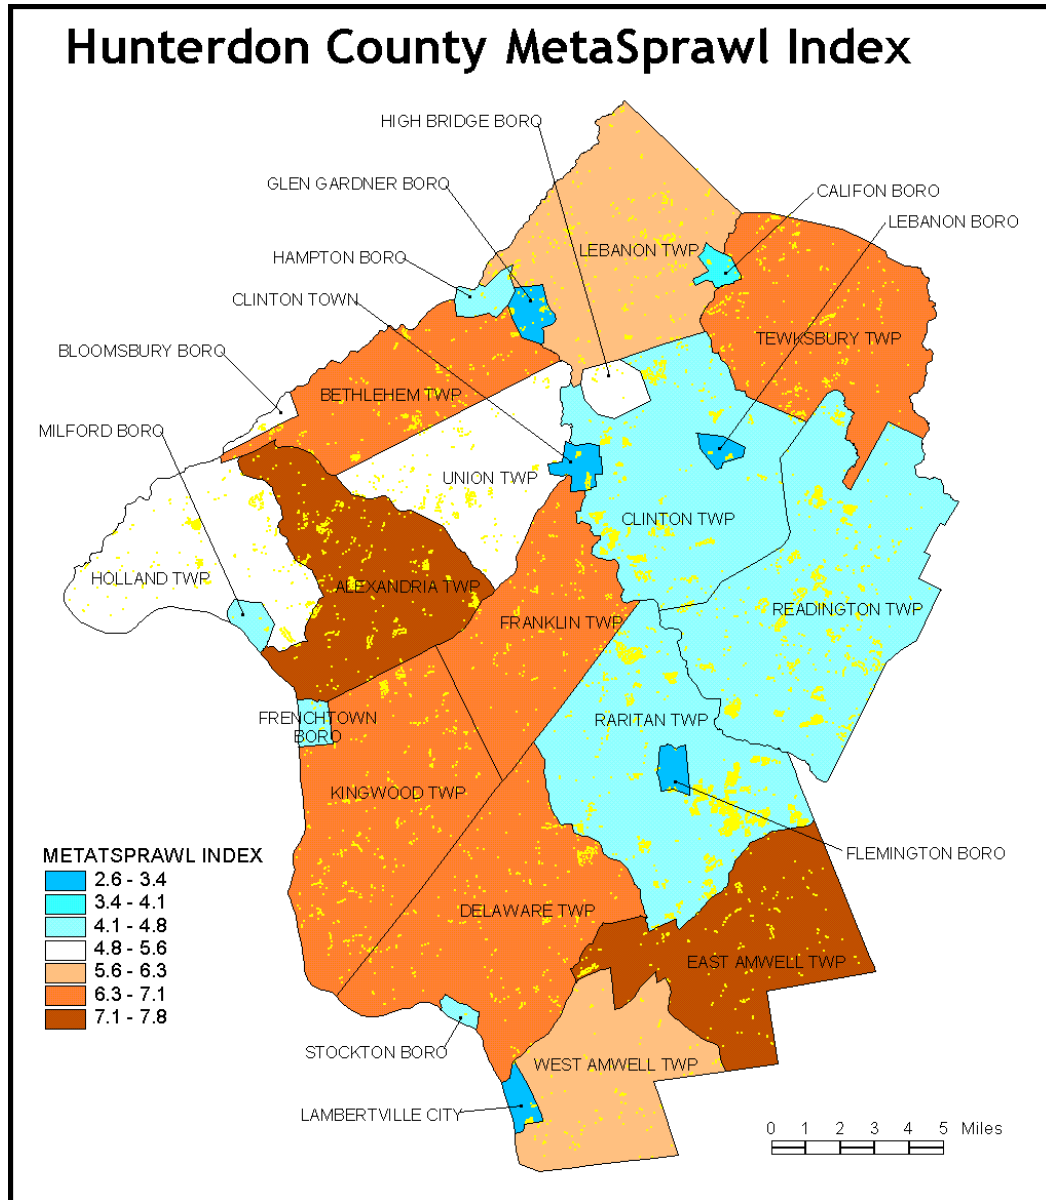 Hunterdon County MetaSprawl Index
HIGH BRIDGE BORO
GLEN GARDNER BORO
CALIFON BORO
LEBANON BORO
LEBANON TWP
HAMPTON BORO
CLINTON TOWN
TEWKSBURY TWP
BLOOMSBURY BORO
BETHLEHEM TWP
MILFORD BORO
UNION TWP
CLINTON TWP
HOLLAND TWP
ALEXANDRIA TWP
READINGTON TWP
FRANKLIN TWP
FRENCHTOWN
BORO
RARITAN TWP
KINGWOOD TWP
FLEMINGTON BORO
METATSPRAWL INDEX
2.6 - 3.4
3.4 - 4.1
4.1 - 4.8
4.8 - 5.6
5.6 - 6.3
6.3 - 7.1
7.1 - 7.8
DELAWARE TWP
EAST AMWELL TWP
STOCKTON BORO
WEST AMWELL TWP
LAMBERTVILLE CITY
0 1 2 3 4 5 Miles